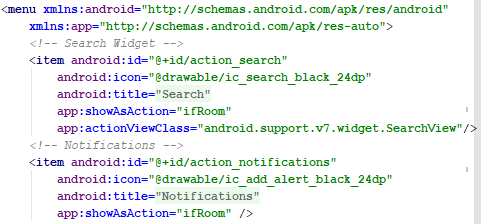 <menu xmlns:android="http://schemas.android.com/apk/res/android"
xmlns:app="http://schemas.android.com/apk/res-auto">
<!-- Search Widget -->
<item android:id="@+id/action_search"
android:icon="@drawable/ic_search_black_24dp"
android:title="Search"
app:showAsAction="ifRoom"
app:actionViewClass="android.support.v7.widget.SearchView"/>
<!-- Notifications -->
<item android:id="@+id/action_notifications"
android:icon="@drawable/ic_add_alert_black_24dp"
android:title="Notifications"
app:showAsAction="ifRoom" />